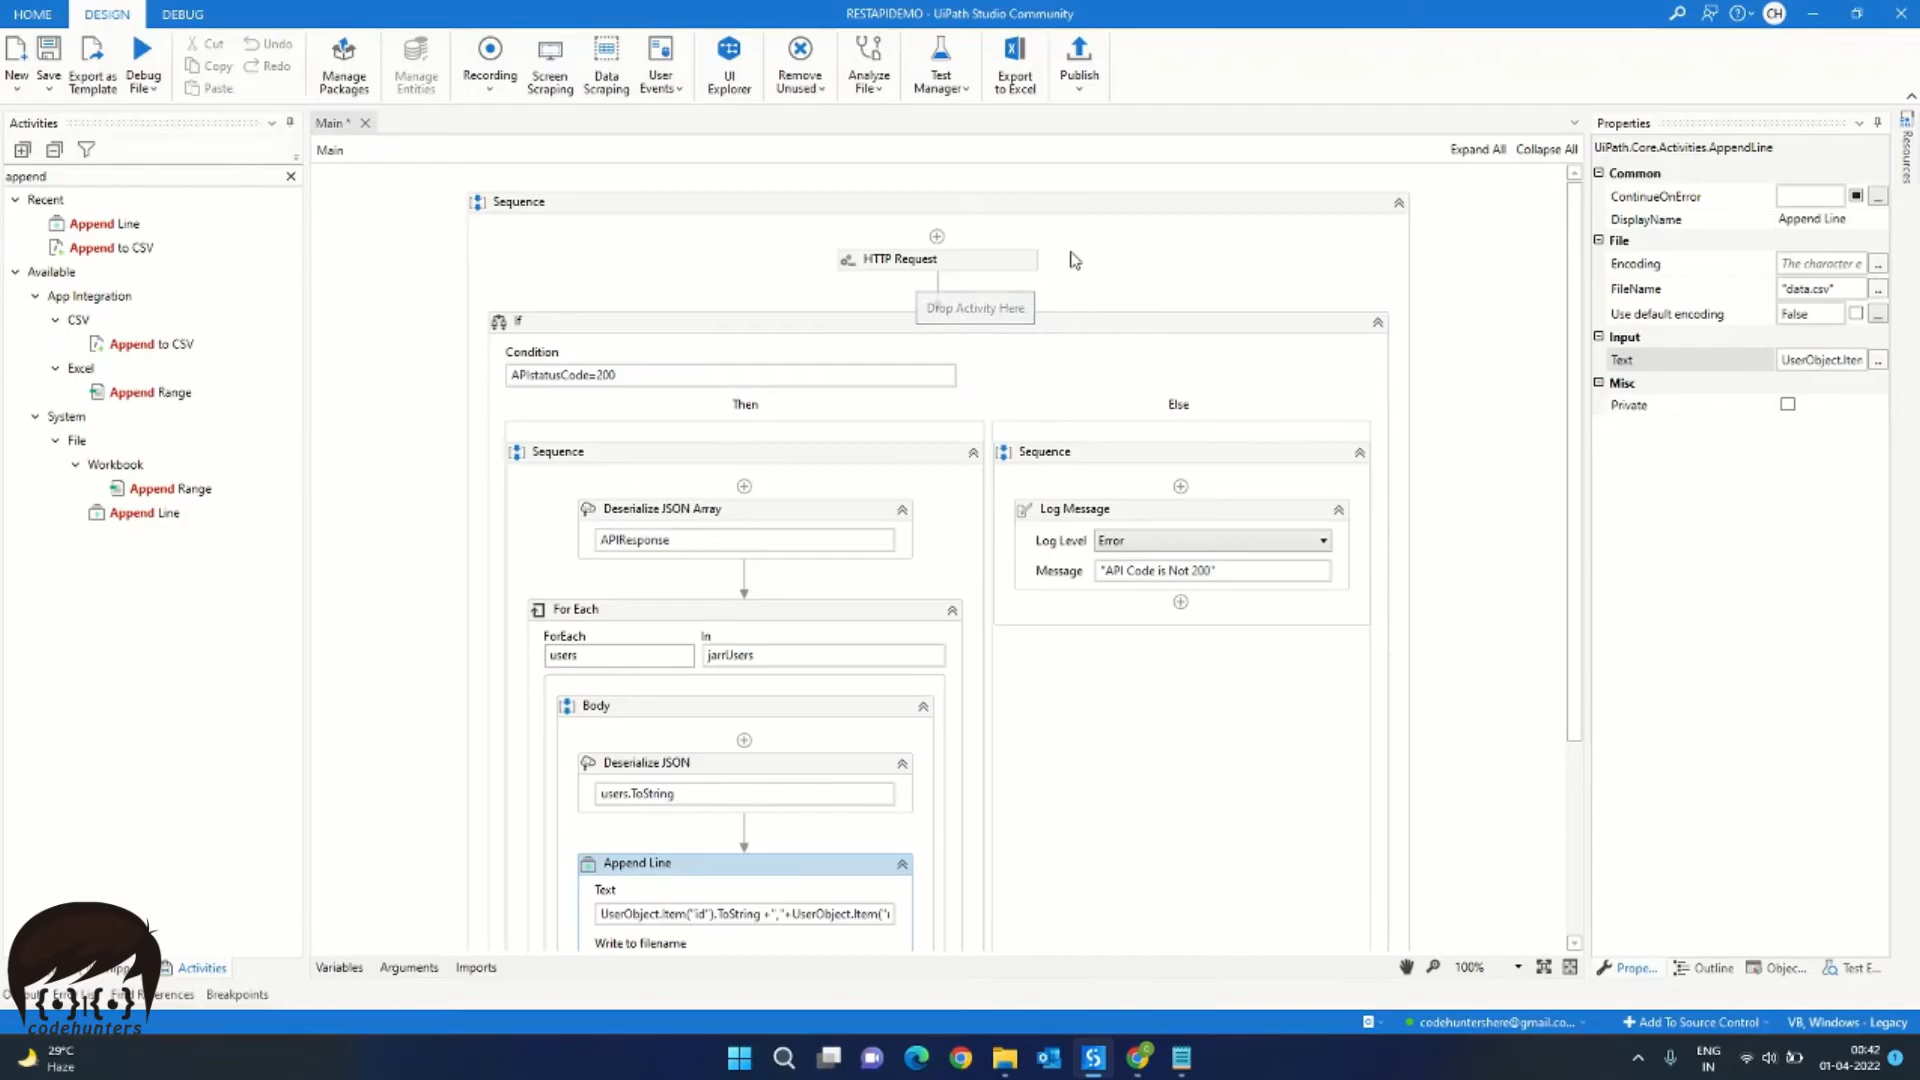 HOME DESIGN DEBUG
RESTAPIDEMO - UiPath Studio Community
CH
New Save Export as Template Debug File
Cut Copy Paste Undo Redo
Manage Packages Manage Entities Recording Screen Scraping Data Scraping User Events UI Explorer Remove Unused Analyze File Test Manager Export to Excel Publish
Activities
append
Recent
Append Line
Append to CSV
Available
App Integration
CSV
Append to CSV
Excel
Append Range
System
File
Workbook
Append Range
Append Line
Main *
Main
Expand All Collapse All
Sequence
HTTP Request
Drop Activity Here
If
Condition
APIstatusCode=200
Then
Else
Sequence
Deserialize JSON Array
APIResponse
For Each
ForEach In
users jarrUsers
Body
Deserialize JSON
users.ToString
Append Line
Text
UserObject.Item("id").ToString +","+UserObject.Item("
Write to filename
Sequence
Log Message
Log Level Error
Message "API Code is Not 200"
Properties
UiPath.Core.Activities.AppendLine
Common
ContinueOnError
DisplayName Append Line
File
Encoding The character e
FileName "data.csv"
Use default encoding False
Input
Text UserObject.Iter
Misc
Private
Resources
Activities
Variables Arguments Imports
100%
Prope... Outline Objec... Test E...
References Breakpoints
codehunters
codehuntershere@gmail.co...
Add To Source Control
VB, Windows - Legacy
29°C
Haze
ENG
IN
00:42
01-04-2022
1